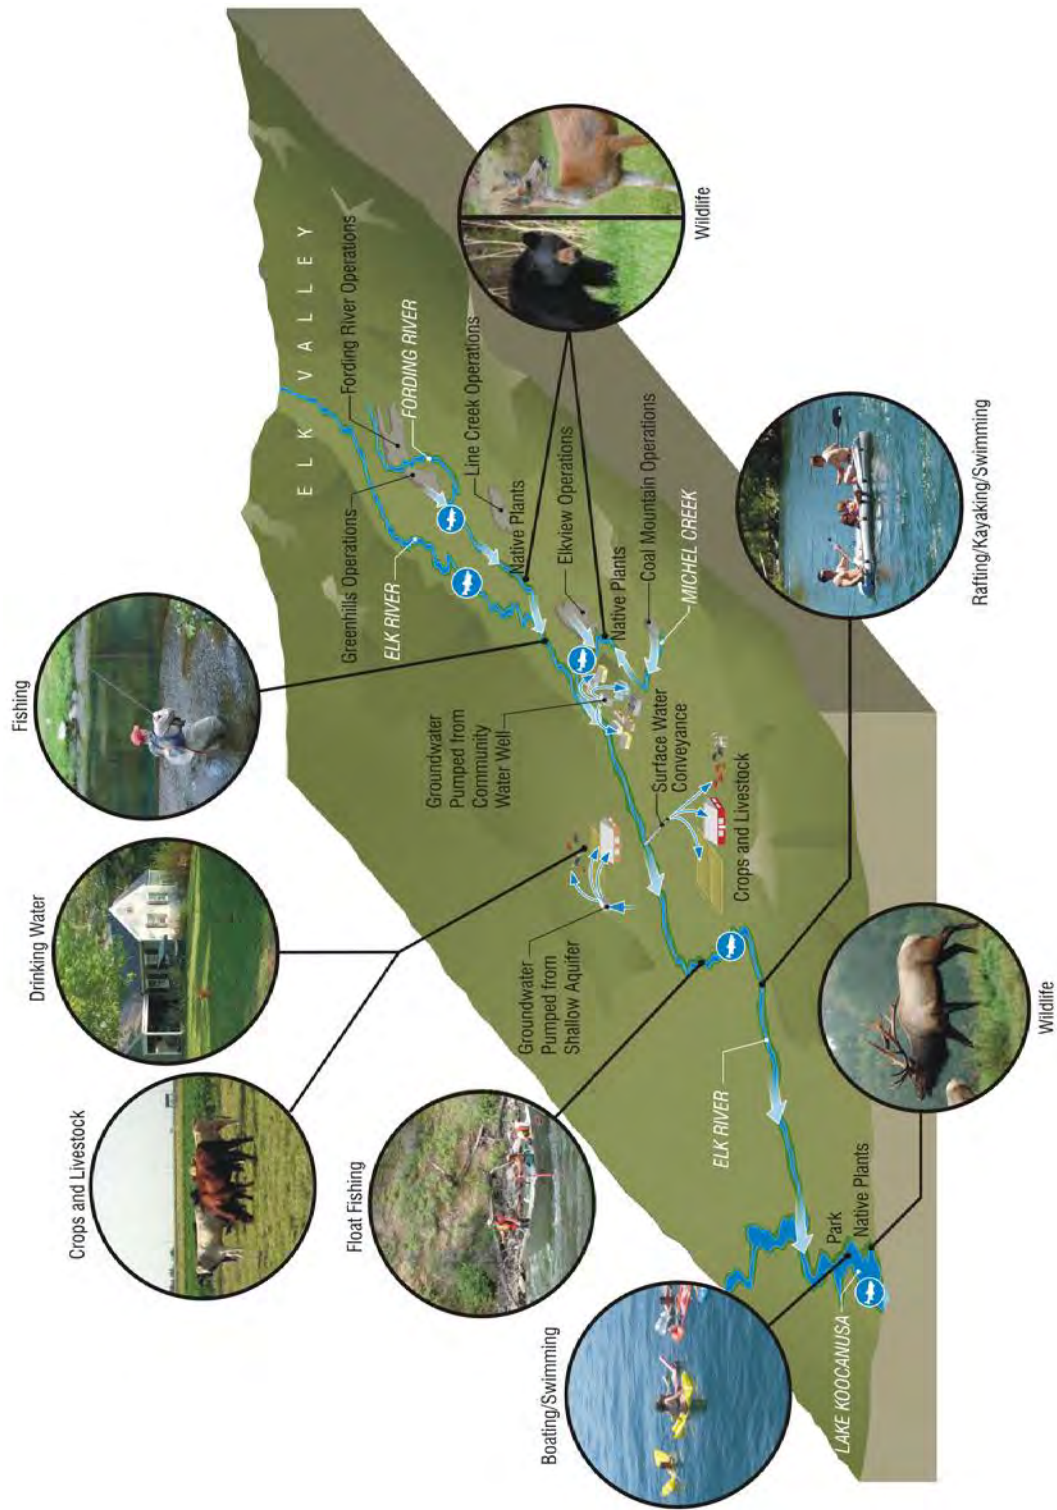 Crops and Livestock
Drinking Water
Fishing
Float Fishing
Boating/Swimming
ELK VALLEY
Fording River Operations
FORDING RIVER
Greenhills Operations
ELK RIVER
Line Creek Operations
Native Plants
Elkview Operations
Native Plants
Coal Mountain Operations
MICHEL CREEK
Groundwater
Pumped from
Community
Water Well
Surface Water
Conveyance
Crops and Livestock
Groundwater
Pumped from
Shallow Aquifer
ELK RIVER
Park
Native Plants
LAKE KOOCANUSA
Wildlife
Rafting/Kayaking/Swimming
Wildlife